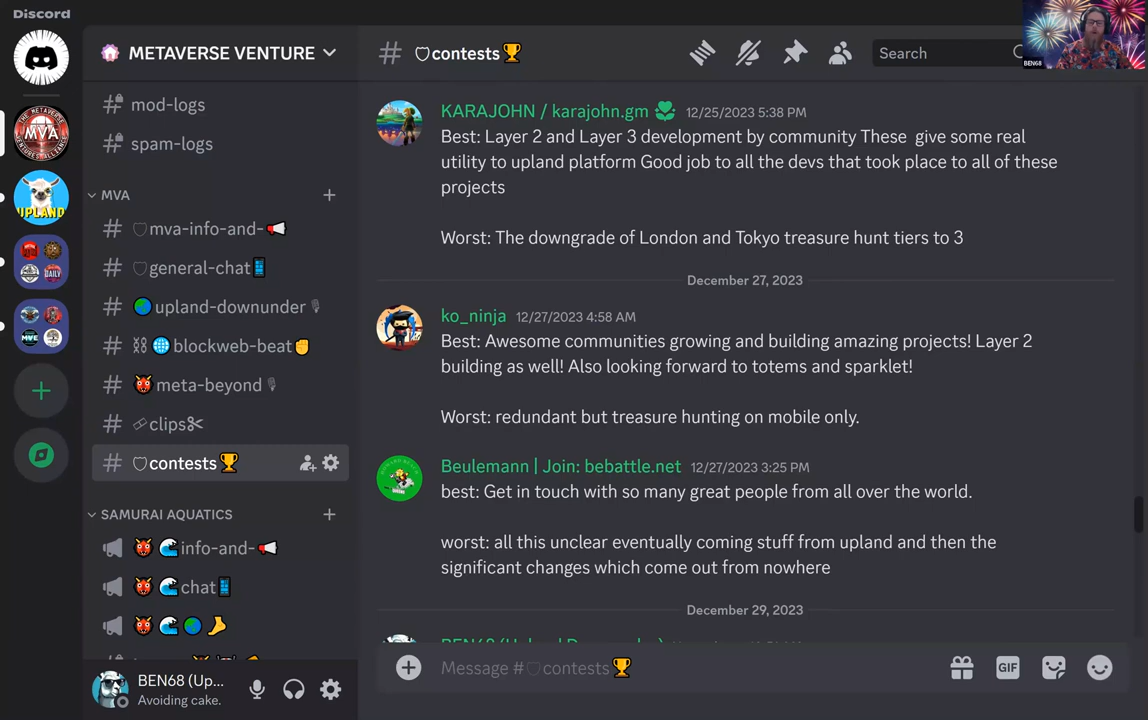 Discord
METAVERSE VENTURE
contests
Search
BEN68
mod-logs
spam-logs
MVA
mva-info-and-
general-chat
upland-downunder
blockweb-beat
meta-beyond
clips
contests
SAMURAI AQUATICS
info-and-
chat
BEN68 (Up...
Avoiding cake.
MVA
UPLAND
KARAJOHN / karajohn.gm 12/25/2023 5:38 PM
Best: Layer 2 and Layer 3 development by community These give some real
utility to upland platform Good job to all the devs that took place to all of these
projects
Worst: The downgrade of London and Tokyo treasure hunt tiers to 3
December 27, 2023
ko_ninja 12/27/2023 4:58 AM
Best: Awesome communities growing and building amazing projects! Layer 2
building as well! Also looking forward to totems and sparklet!
Worst: redundant but treasure hunting on mobile only.
Beulemann | Join: bebattle.net 12/27/2023 3:25 PM
best: Get in touch with so many great people from all over the world.
worst: all this unclear eventually coming stuff from upland and then the
significant changes which come out from nowhere
December 29, 2023
Message # contests
GIF